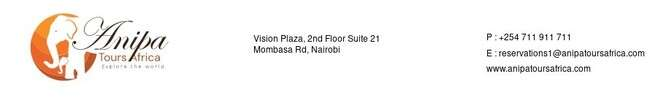 Anipa
Tours Africa
Explore the world.
Vision Plaza, 2nd Floor Suite 21
Mombasa Rd, Nairobi
P : +254 711 911 711
E : reservations1@anipatoursafrica.com
www.anipatoursafrica.com